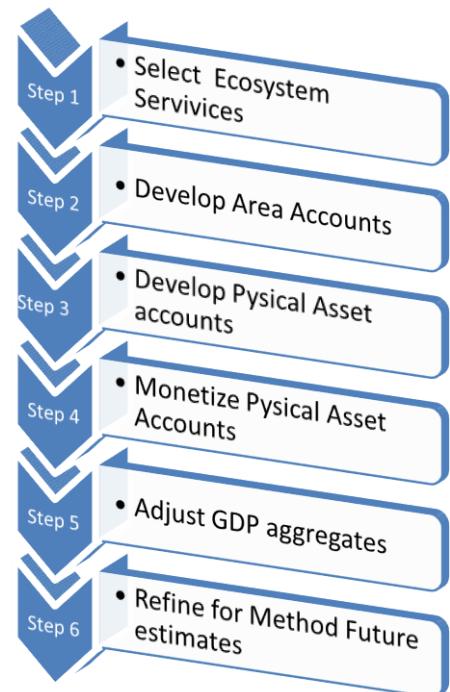 Step 1
• Select Ecosystem
Servivices
Step 2
• Develop Area Accounts
Step 3
• Develop Pysical Asset
accounts
Step 4
• Monetize Pysical Asset
Accounts
Step 5
• Adjust GDP aggregates
Step 6
• Refine for Method Future
estimates